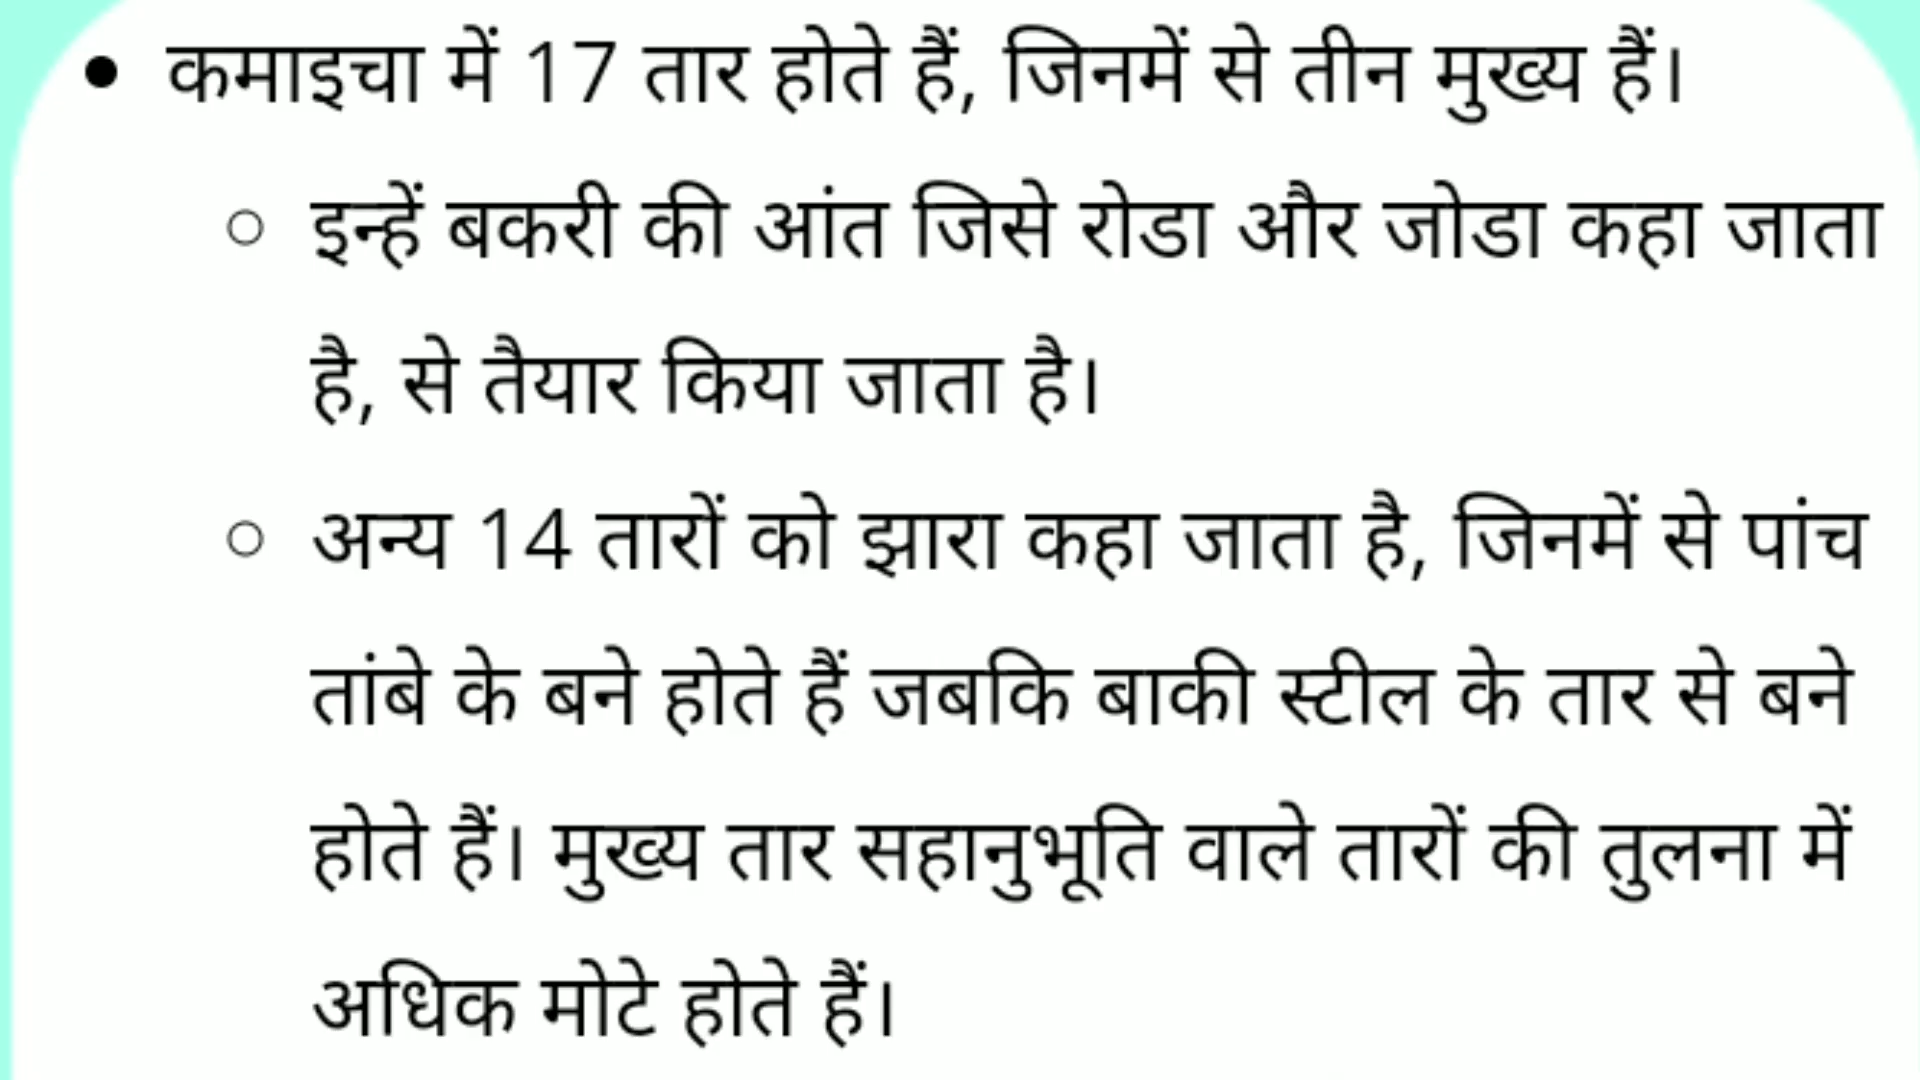 • कमाइचा में 17 तार होते हैं, जिनमें से तीन मुख्य हैं।
○ इन्हें बकरी की आंत जिसे रोडा और जोडा कहा जाता
है, से तैयार किया जाता है।
○ अन्य 14 तारों को झारा कहा जाता है, जिनमें से पांच
तांबे के बने होते हैं जबकि बाकी स्टील के तार से बने
होते हैं। मुख्य तार सहानुभूति वाले तारों की तुलना में
अधिक मोटे होते हैं।